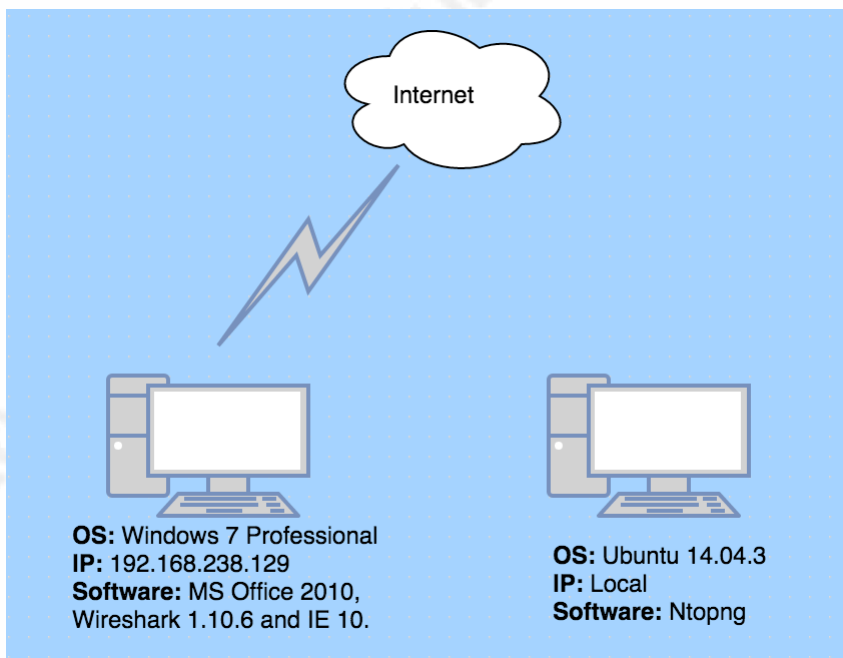 Internet
OS: Windows 7 Professional
IP: 192.168.238.129
Software: MS Office 2010,
Wireshark 1.10.6 and IE 10.
OS: Ubuntu 14.04.3
IP: Local
Software: Ntopng